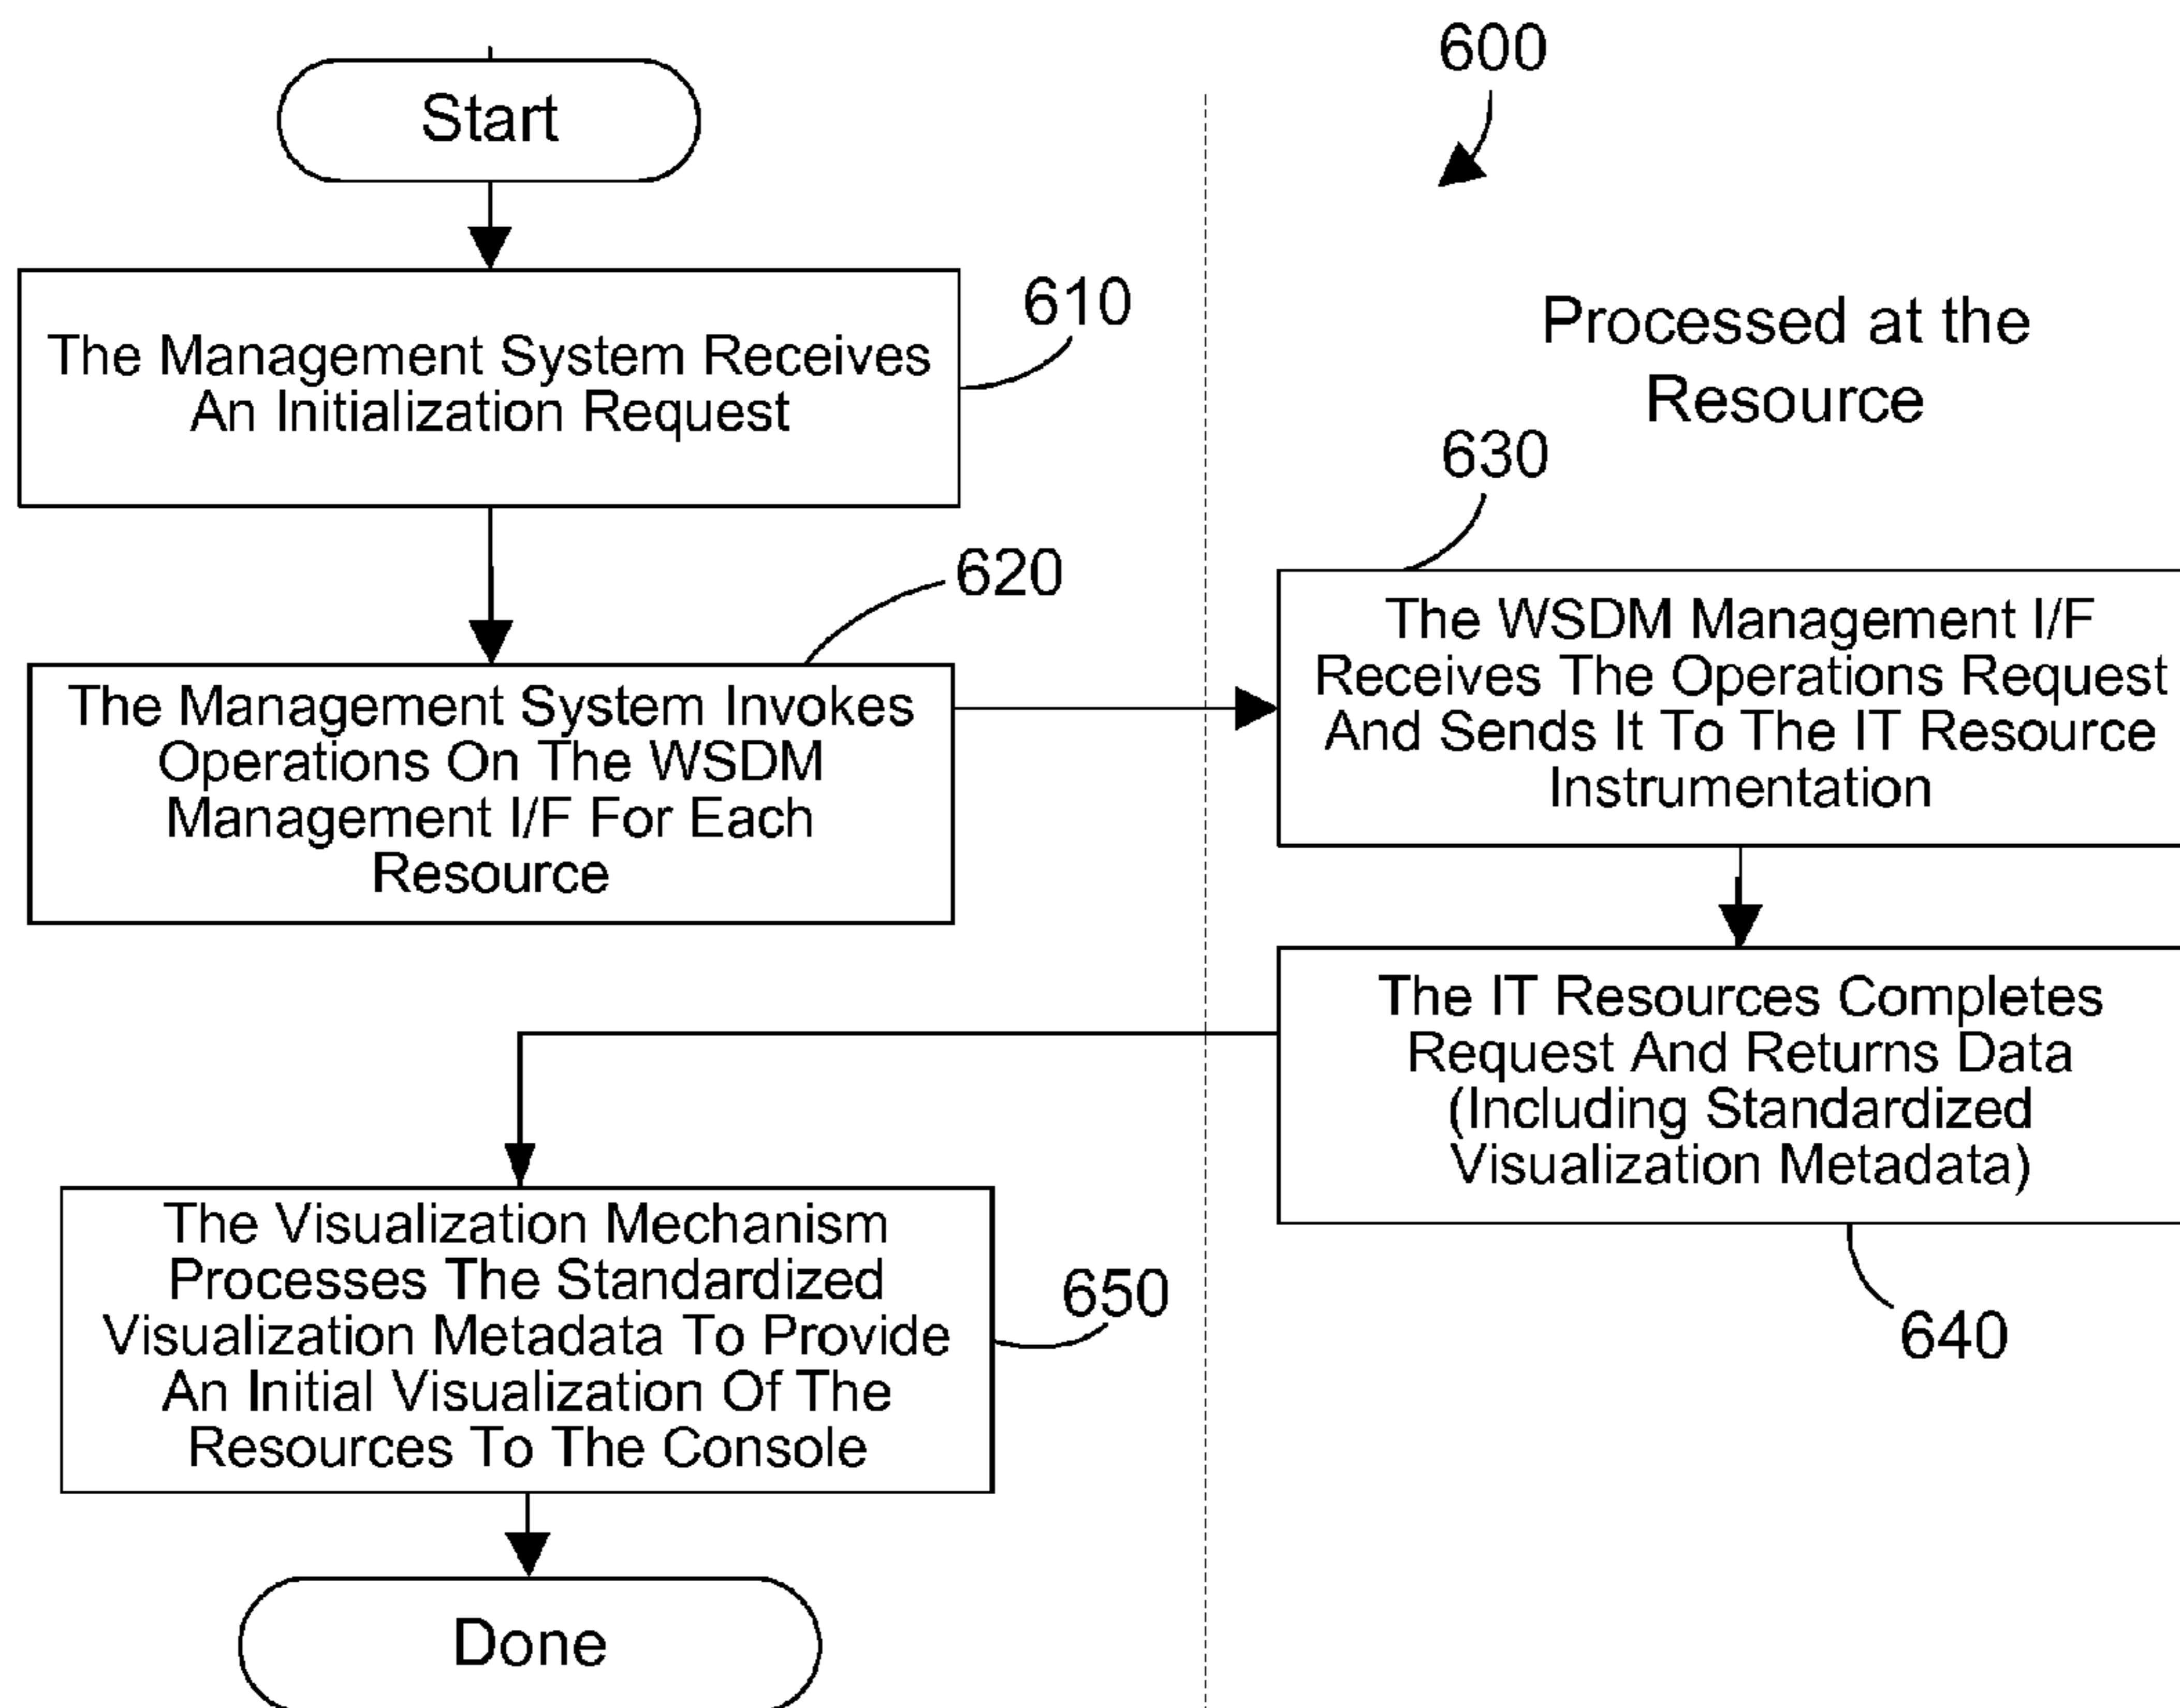 600
Start
610
The Management System Receives
An Initialization Request
Processed at the
Resource
620
The Management System Invokes
Operations On The WSDM
Management I/F For Each
Resource
630
The WSDM Management I/F
Receives The Operations Request
And Sends It To The IT Resource
Instrumentation
The IT Resources Completes
Request And Returns Data
(Including Standardized
Visualization Metadata)
640
The Visualization Mechanism
Processes The Standardized
Visualization Metadata To Provide
An Initial Visualization Of The
Resources To The Console
650
Done